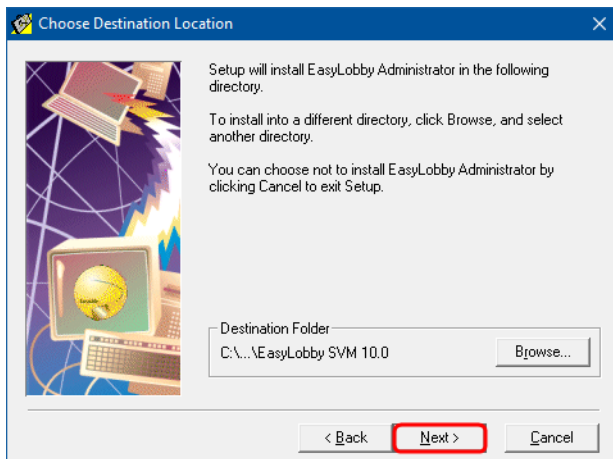 Choose Destination Location
Setup will install EasyLobby Administrator in the following
directory.
To install into a different directory, click Browse, and select
another directory.
You can choose not to install EasyLobby Administrator by
clicking Cancel to exit Setup.
EasyLobby
Destination Folder
C:\...\EasyLobby SVM 10.0
Browse...
< Back
Next >
Cancel